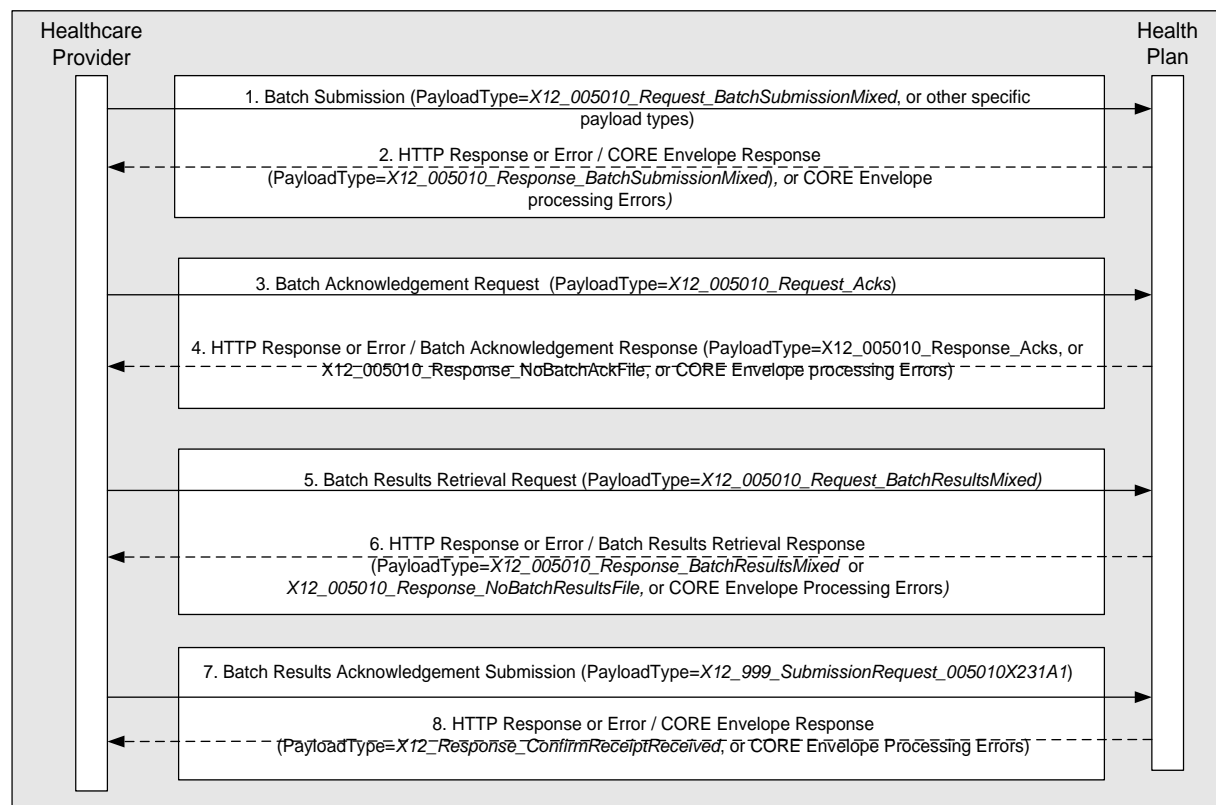 Healthcare
Provider
Health
Plan
1. Batch Submission (PayloadType=X12_005010_Request_BatchSubmissionMixed, or other specific
payload types)
2. HTTP Response or Error / CORE Envelope Response
(PayloadType=X12_005010_Response_BatchSubmissionMixed), or CORE Envelope
processing Errors)
3. Batch Acknowledgement Request (PayloadType=X12_005010_Request_Acks)
4. HTTP Response or Error / Batch Acknowledgement Response (PayloadType=X12_005010_Response_Acks, or
X12_005010_Response_NoBatchAckFile, or CORE Envelope processing Errors)
5. Batch Results Retrieval Request (PayloadType=X12_005010_Request_BatchResultsMixed)
6. HTTP Response or Error / Batch Results Retrieval Response
(PayloadType=X12_005010_Response_BatchResultsMixed or
X12_005010_Response_NoBatchResultsFile, or CORE Envelope Processing Errors)
7. Batch Results Acknowledgement Submission (PayloadType=X12_999_SubmissionRequest_005010X231A1)
8. HTTP Response or Error / CORE Envelope Response
(PayloadType=X12_Response_ConfirmReceiptReceived, or CORE Envelope Processing Errors)